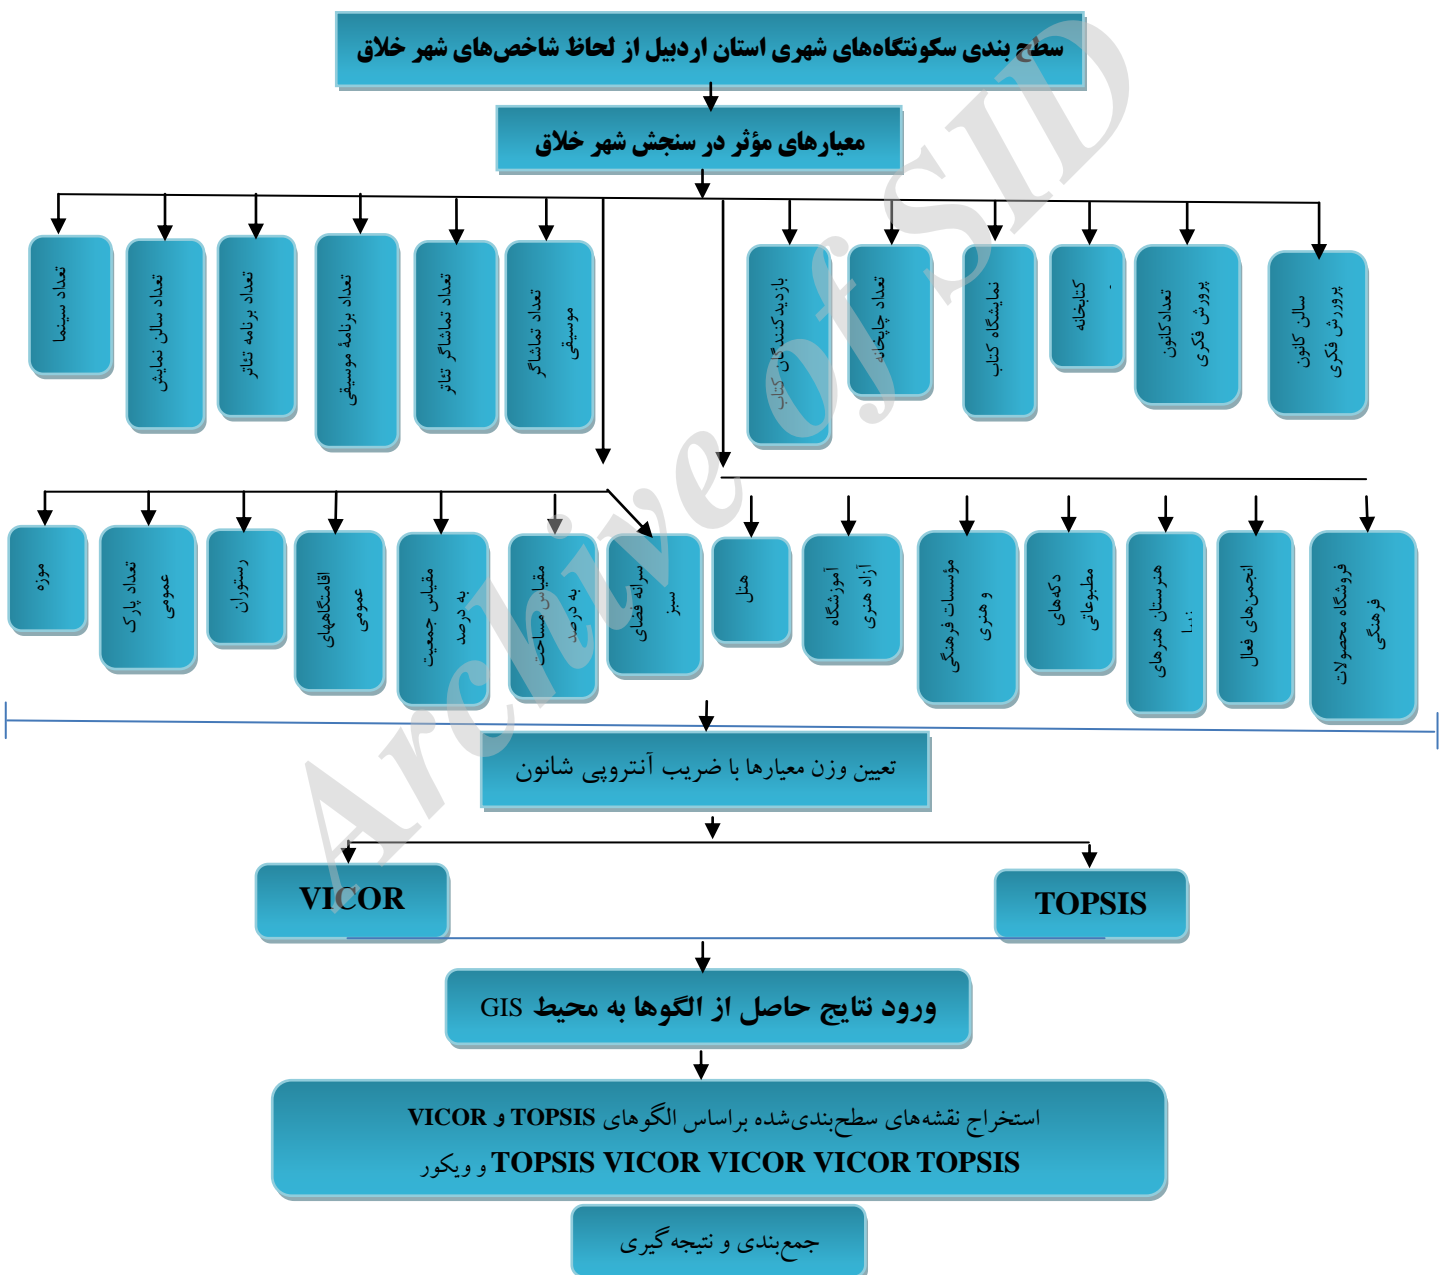 سطح بندی سکونتگاه‌های شهری استان اردبیل از لحاظ شاخص‌های شهر خلاق
معیارهای مؤثر در سنجش شهر خلاق
سالن کانون
پرورش فکری
تعدادکانون
پرورش فکری
کتابخانه
نمایشگاه کتاب
تعداد چاپخانه
بازدیدکنندگان کتاب
تعداد تماشاگر
موسیقی
تعداد تماشاگر تئاتر
تعداد برنامهٔ موسیقی
تعداد برنامه تئاتر
تعداد سالن نمایش
تعداد سینما
فروشگاه محصولات
فرهنگی
انجمن‌های فعال
هنرستان هنرهای
دکه‌های
مطبوعاتی
مؤسسات فرهنگی
و هنری
آموزشگاه
آزاد هنری
هتل
سرانه فضای
سبز
مقیاس مساحت
به درصد
مقیاس جمعیت
به درصد
اقامتگاههای
عمومی
رستوران
تعداد پارک
عمومی
موزه
تعیین وزن معیارها با ضریب آنتروپی شانون
VICOR
TOPSIS
ورود نتایج حاصل از الگوها به محیط GIS
استخراج نقشه‌های سطح‌بندی‌شده براساس الگوهای TOPSIS و VICOR
TOPSIS VICOR VICOR VICOR TOPSIS و ویکور
جمع‌بندی و نتیجه‌گیری
Archive of SID